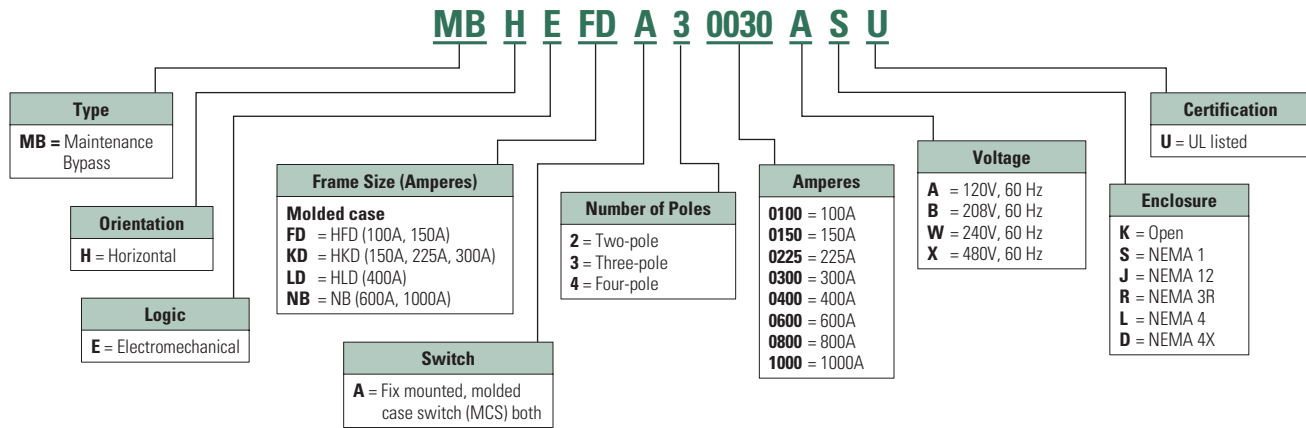 MB H E FD A 3 0030 A S U
Type
MB = Maintenance
Bypass
Orientation
H = Horizontal
Logic
E = Electromechanical
Frame Size (Amperes)
Molded case
FD = HFD (100A, 150A)
KD = HKD (150A, 225A, 300A)
LD = HLD (400A)
NB = NB (600A, 1000A)
Switch
A = Fix mounted, molded
case switch (MCS) both
Number of Poles
2 = Two-pole
3 = Three-pole
4 = Four-pole
Amperes
0100 = 100A
0150 = 150A
0225 = 225A
0300 = 300A
0400 = 400A
0600 = 600A
0800 = 800A
1000 = 1000A
Voltage
A = 120V, 60 Hz
B = 208V, 60 Hz
W = 240V, 60 Hz
X = 480V, 60 Hz
Enclosure
K = Open
S = NEMA 1
J = NEMA 12
R = NEMA 3R
L = NEMA 4
D = NEMA 4X
Certification
U = UL listed